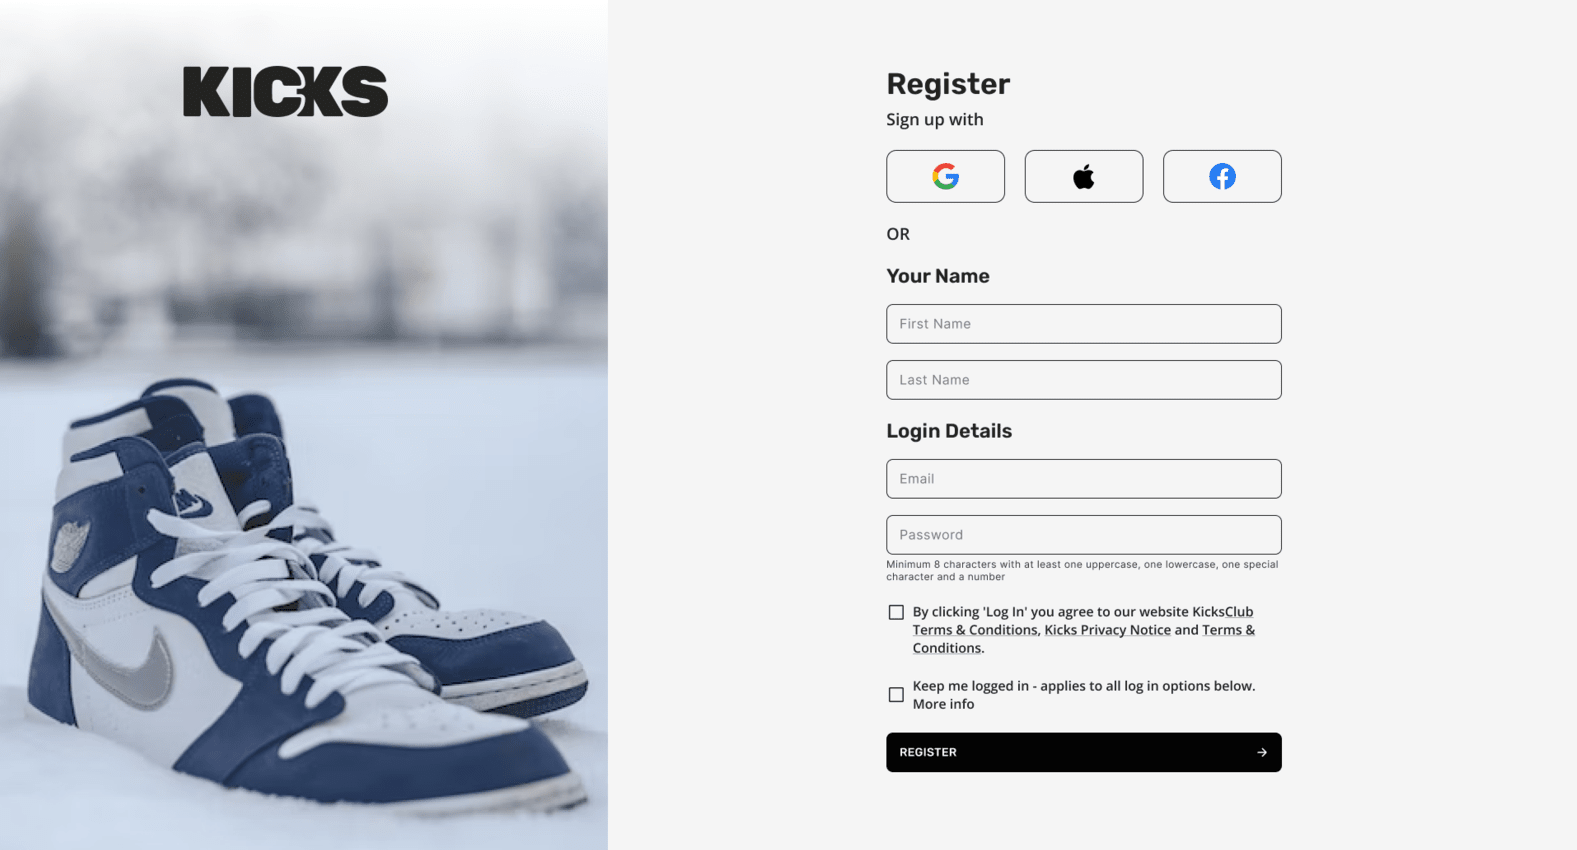 KICKS
Register
Sign up with
OR
Your Name
First Name
Last Name
Login Details
Email
Password
Minimum 8 characters with at least one uppercase, one lowercase, one special
character and a number
By clicking 'Log In' you agree to our website KicksClub
Terms & Conditions, Kicks Privacy Notice and Terms &
Conditions.
Keep me logged in - applies to all log in options below.
More info
REGISTER